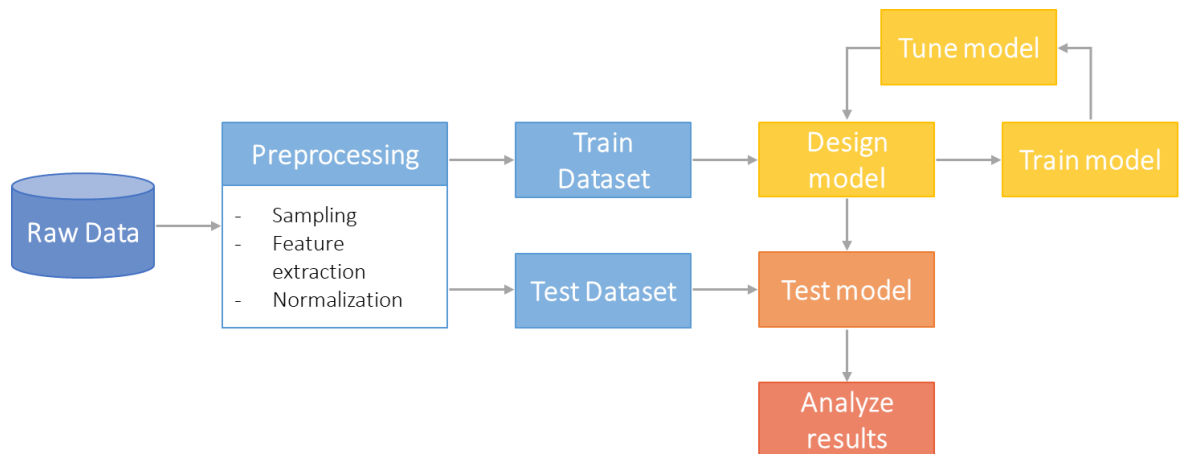 Raw Data
Preprocessing
- Sampling
- Feature
extraction
- Normalization
Train
Dataset
Test Dataset
Tune model
Design
model
Train model
Test model
Analyze
results